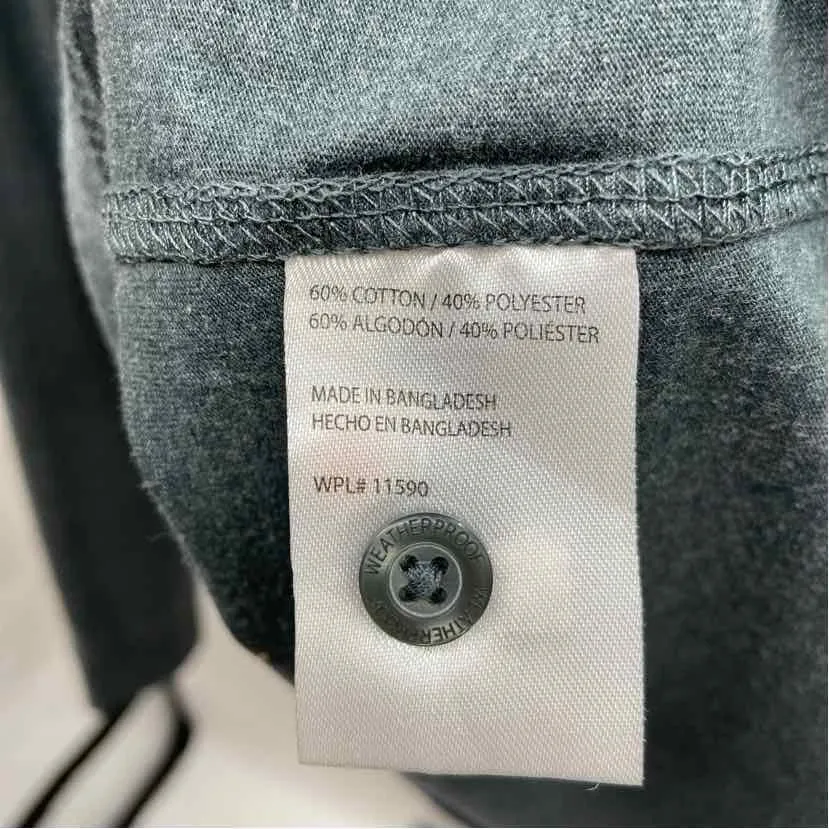 60% COTTON / 40% POLYESTER
60% ALGODÓN / 40% POLIÉSTER
MADE IN BANGLADESH
HECHO EN BANGLADESH
WPL# 11590
WEATHERPROOF
WEATHERPROOF